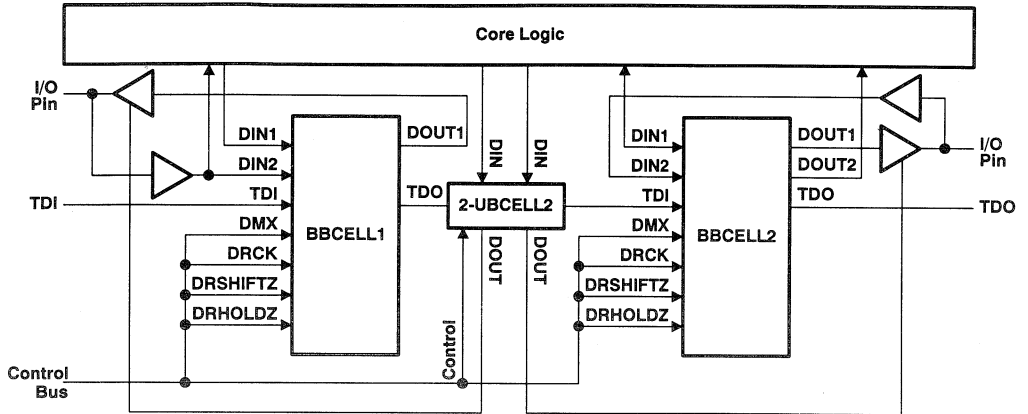 Core Logic
I/O
Pin
DIN1
DOUT1
DIN
DIN
DIN1
DOUT1
I/O
Pin
DIN2
DIN2
DOUT2
TDI
TDI
TDO
2-UBCELL2
TDI
TDO
TDO
DMX
BBCELL1
DOUT
DOUT
DMX
BBCELL2
DRCK
DRCK
DRSHIFTZ
DRSHIFTZ
DRHOLDZ
DRHOLDZ
Control
Control
Bus